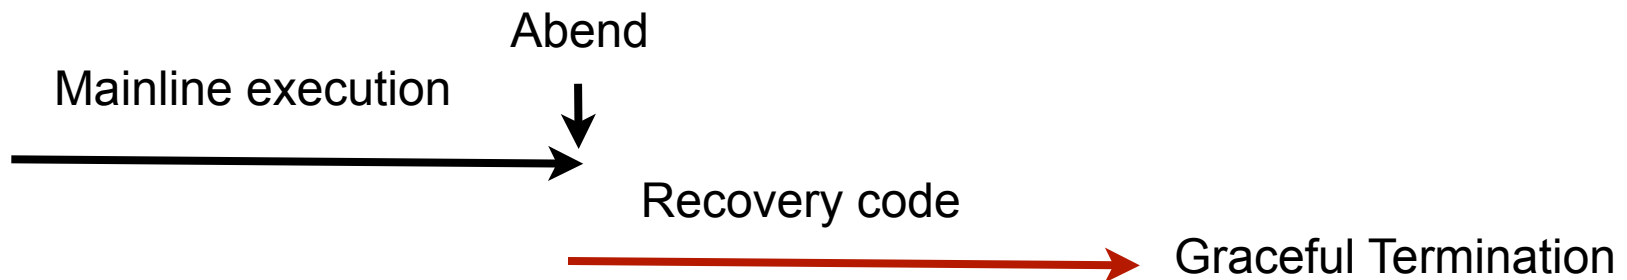 Abend
Mainline execution
Recovery code
Graceful Termination